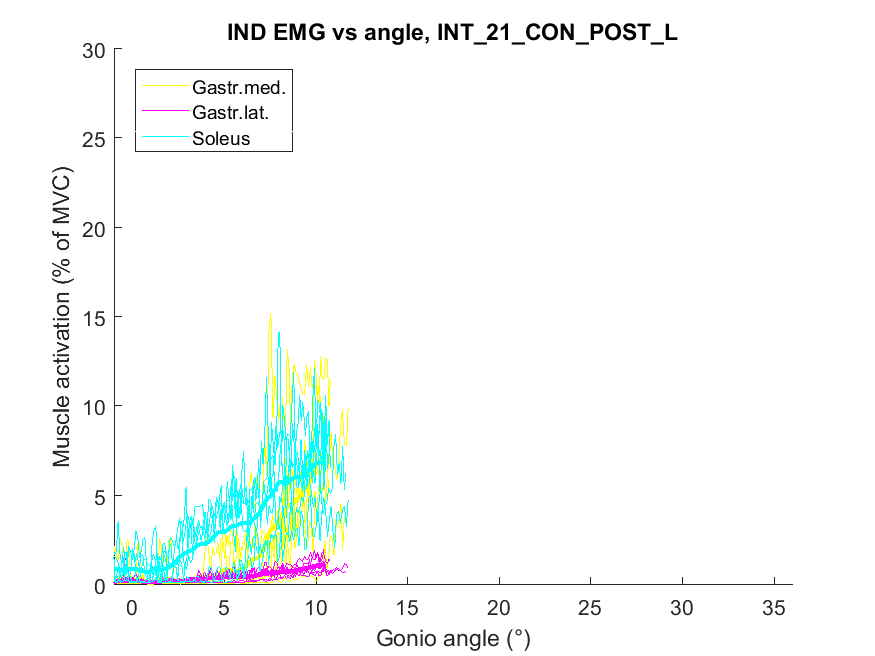 IND EMG vs angle, INT_21_CON_POST_L
30
25
20
15
10
5
0
Muscle activation (% of MVC)
Gastr.med.
Gastr.lat.
Soleus
0 5 10 15 20 25 30 35
Gonio angle (°)